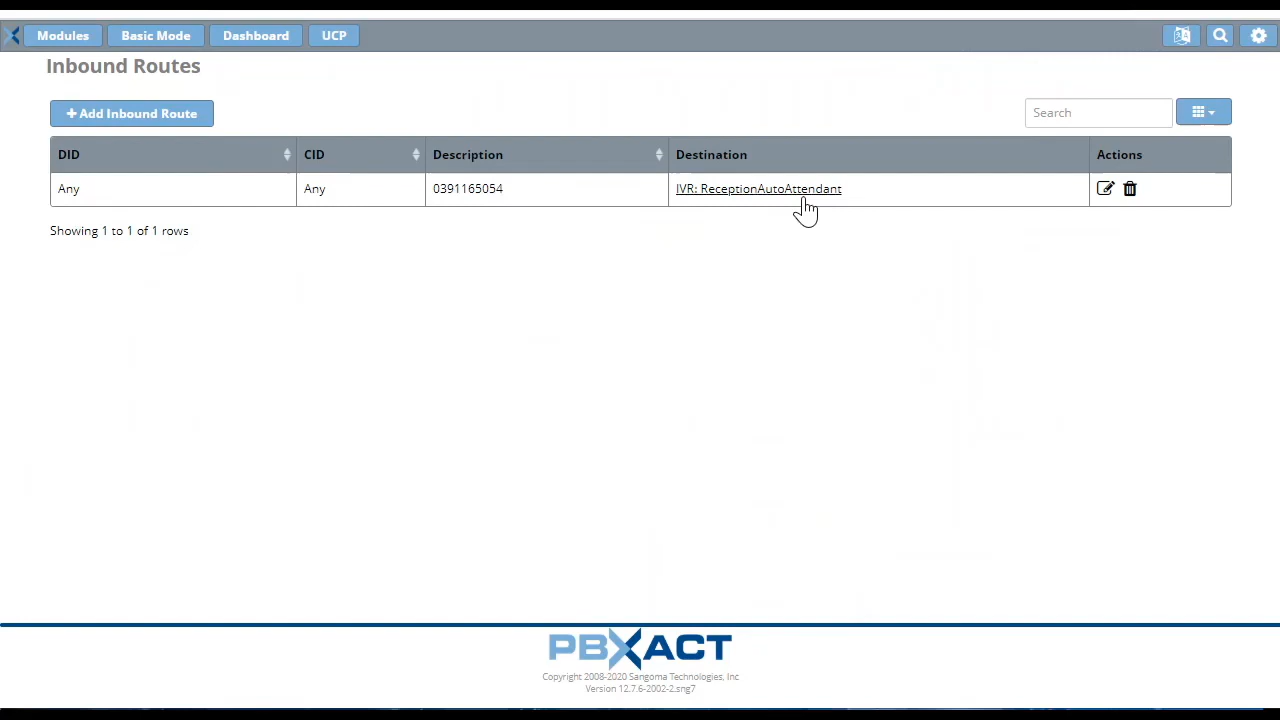 Modules Basic Mode Dashboard UCP
Inbound Routes
Add Inbound Route
Search
DID CID Description Destination Actions
Any Any 0391165054 IVR: ReceptionAutoAttendant
Showing 1 to 1 of 1 rows
PBXACT
Copyright 2008-2020 Sangoma Technologies, Inc
Version 12.7.6-2002-2.sng7